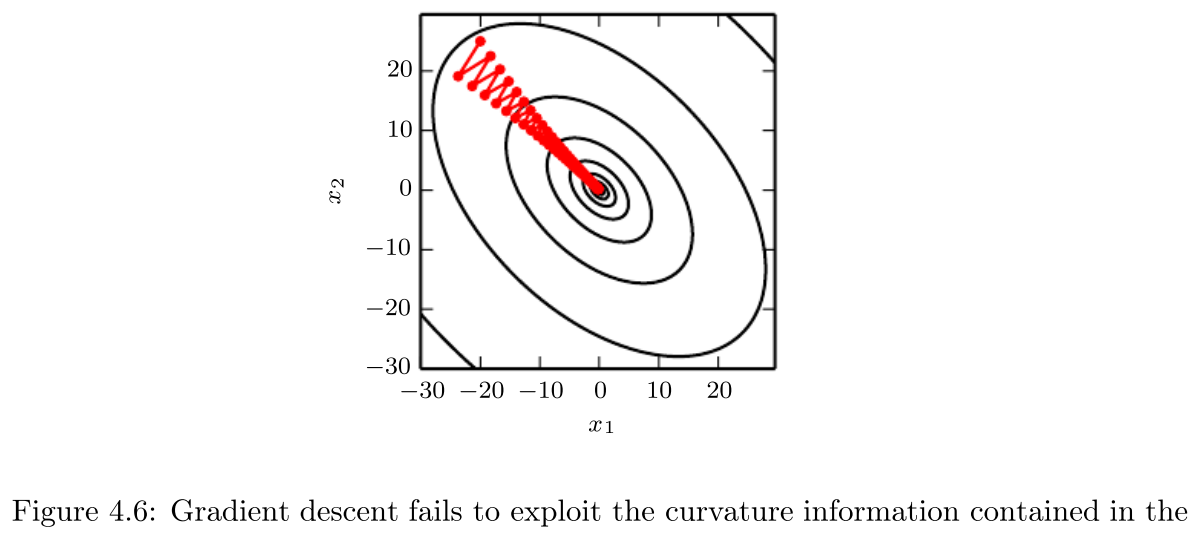 20
10
0
−10
−20
−30
x2
−30 −20 −10 0 10 20
x1
Figure 4.6: Gradient descent fails to exploit the curvature information contained in the